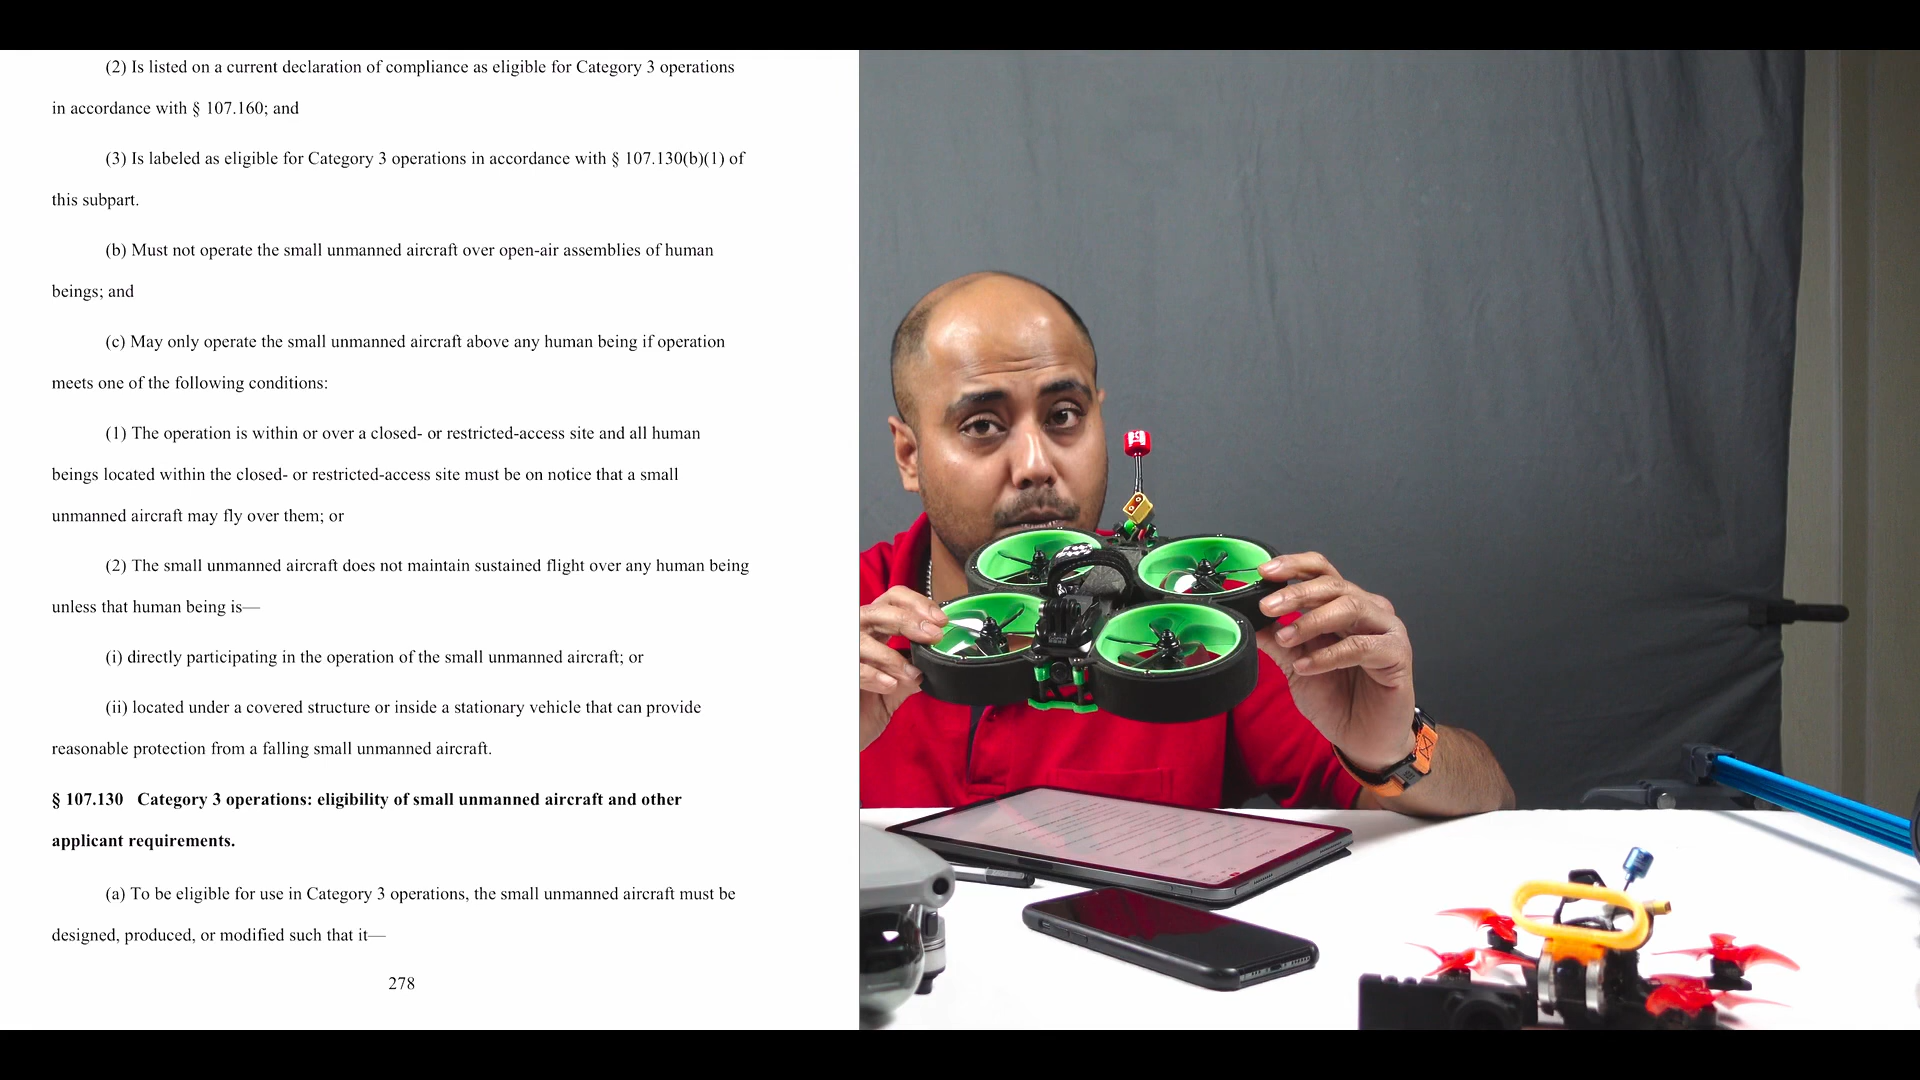 (2) Is listed on a current declaration of compliance as eligible for Category 3 operations
in accordance with § 107.160; and
(3) Is labeled as eligible for Category 3 operations in accordance with § 107.130(b)(1) of
this subpart.
(b) Must not operate the small unmanned aircraft over open-air assemblies of human
beings; and
(c) May only operate the small unmanned aircraft above any human being if operation
meets one of the following conditions:
(1) The operation is within or over a closed- or restricted-access site and all human
beings located within the closed- or restricted-access site must be on notice that a small
unmanned aircraft may fly over them; or
(2) The small unmanned aircraft does not maintain sustained flight over any human being
unless that human being is—
(i) directly participating in the operation of the small unmanned aircraft; or
(ii) located under a covered structure or inside a stationary vehicle that can provide
reasonable protection from a falling small unmanned aircraft.
§ 107.130 Category 3 operations: eligibility of small unmanned aircraft and other
applicant requirements.
(a) To be eligible for use in Category 3 operations, the small unmanned aircraft must be
designed, produced, or modified such that it—
278